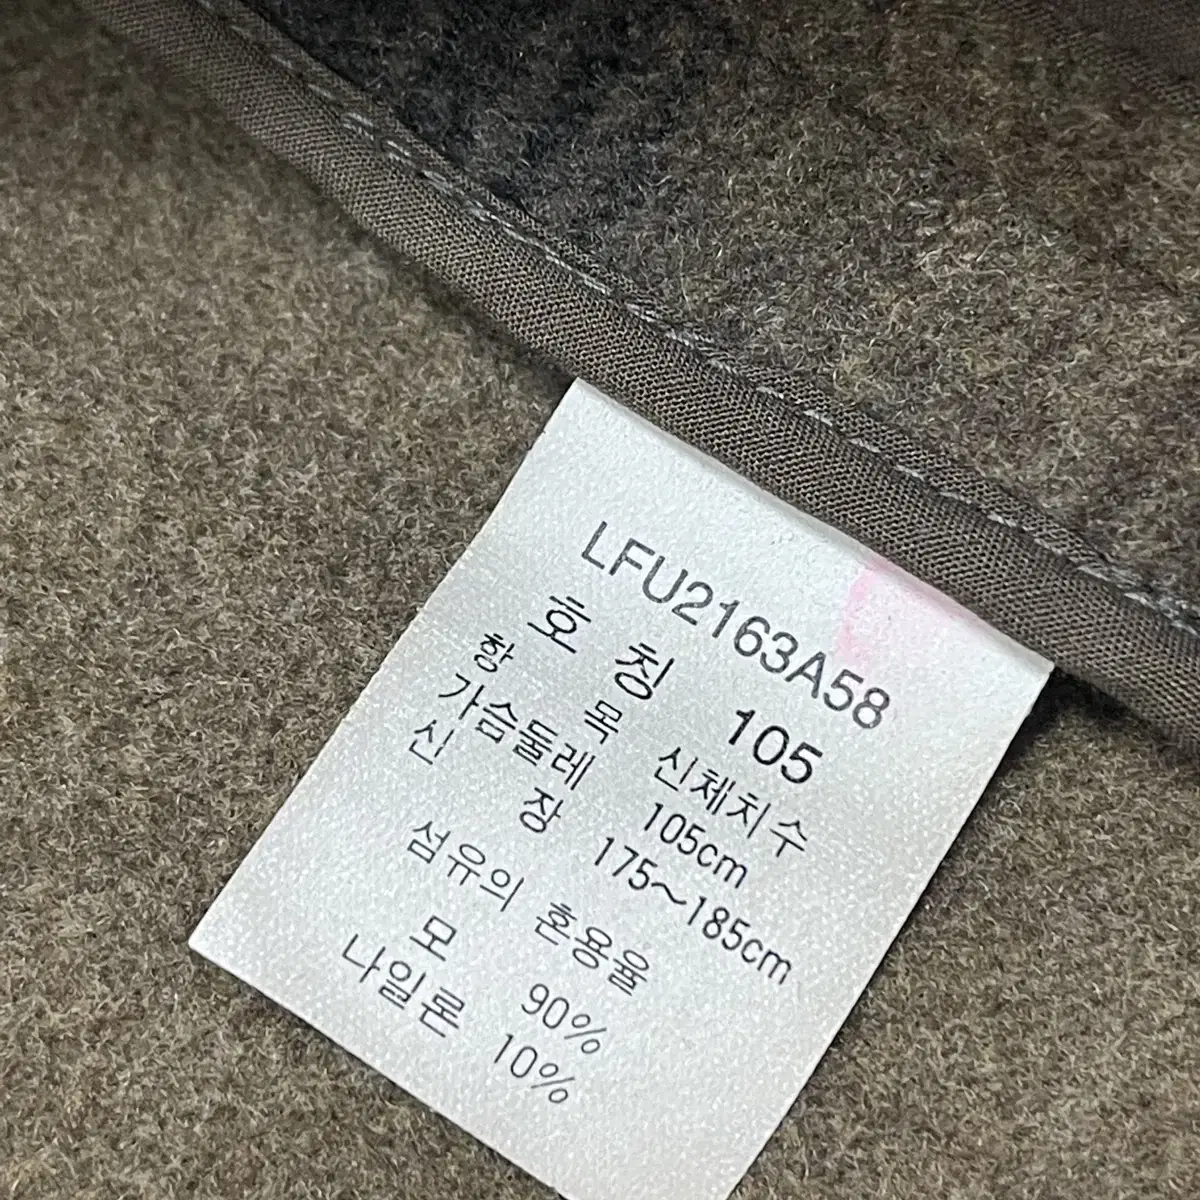 LFU2163A58
호 칭 105
항 목 신체치수
가슴둘레 105cm
신 장 175~185cm
섬유의 혼용율
모 90%
나일론 10%